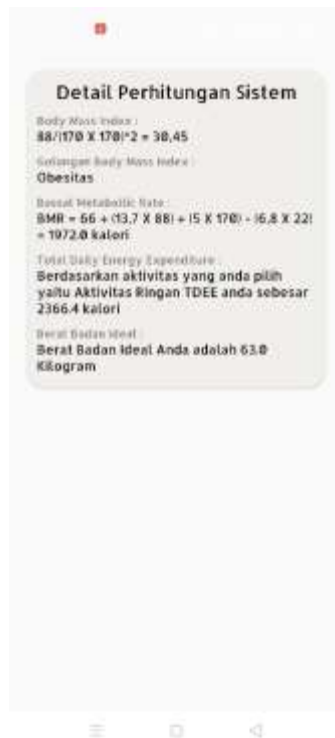 Detail Perhitungan Sistem
Body Mass Index :
88/(170 X 170)^2 = 30,45
Golongan Body Mass Index :
Obesitas
Bassal Metabolic Rate :
BMR = 66 + (13,7 X 88) + (5 X 170) - (6,8 X 22)
= 1972.0 kalori
Total Daily Energy Expenditure :
Berdasarkan aktivitas yang anda pilih
yaitu Aktivitas Ringan TDEE anda sebesar
2366.4 kalori
Berat Badan Ideal :
Berat Badan Ideal Anda adalah 63.0
Kilogram